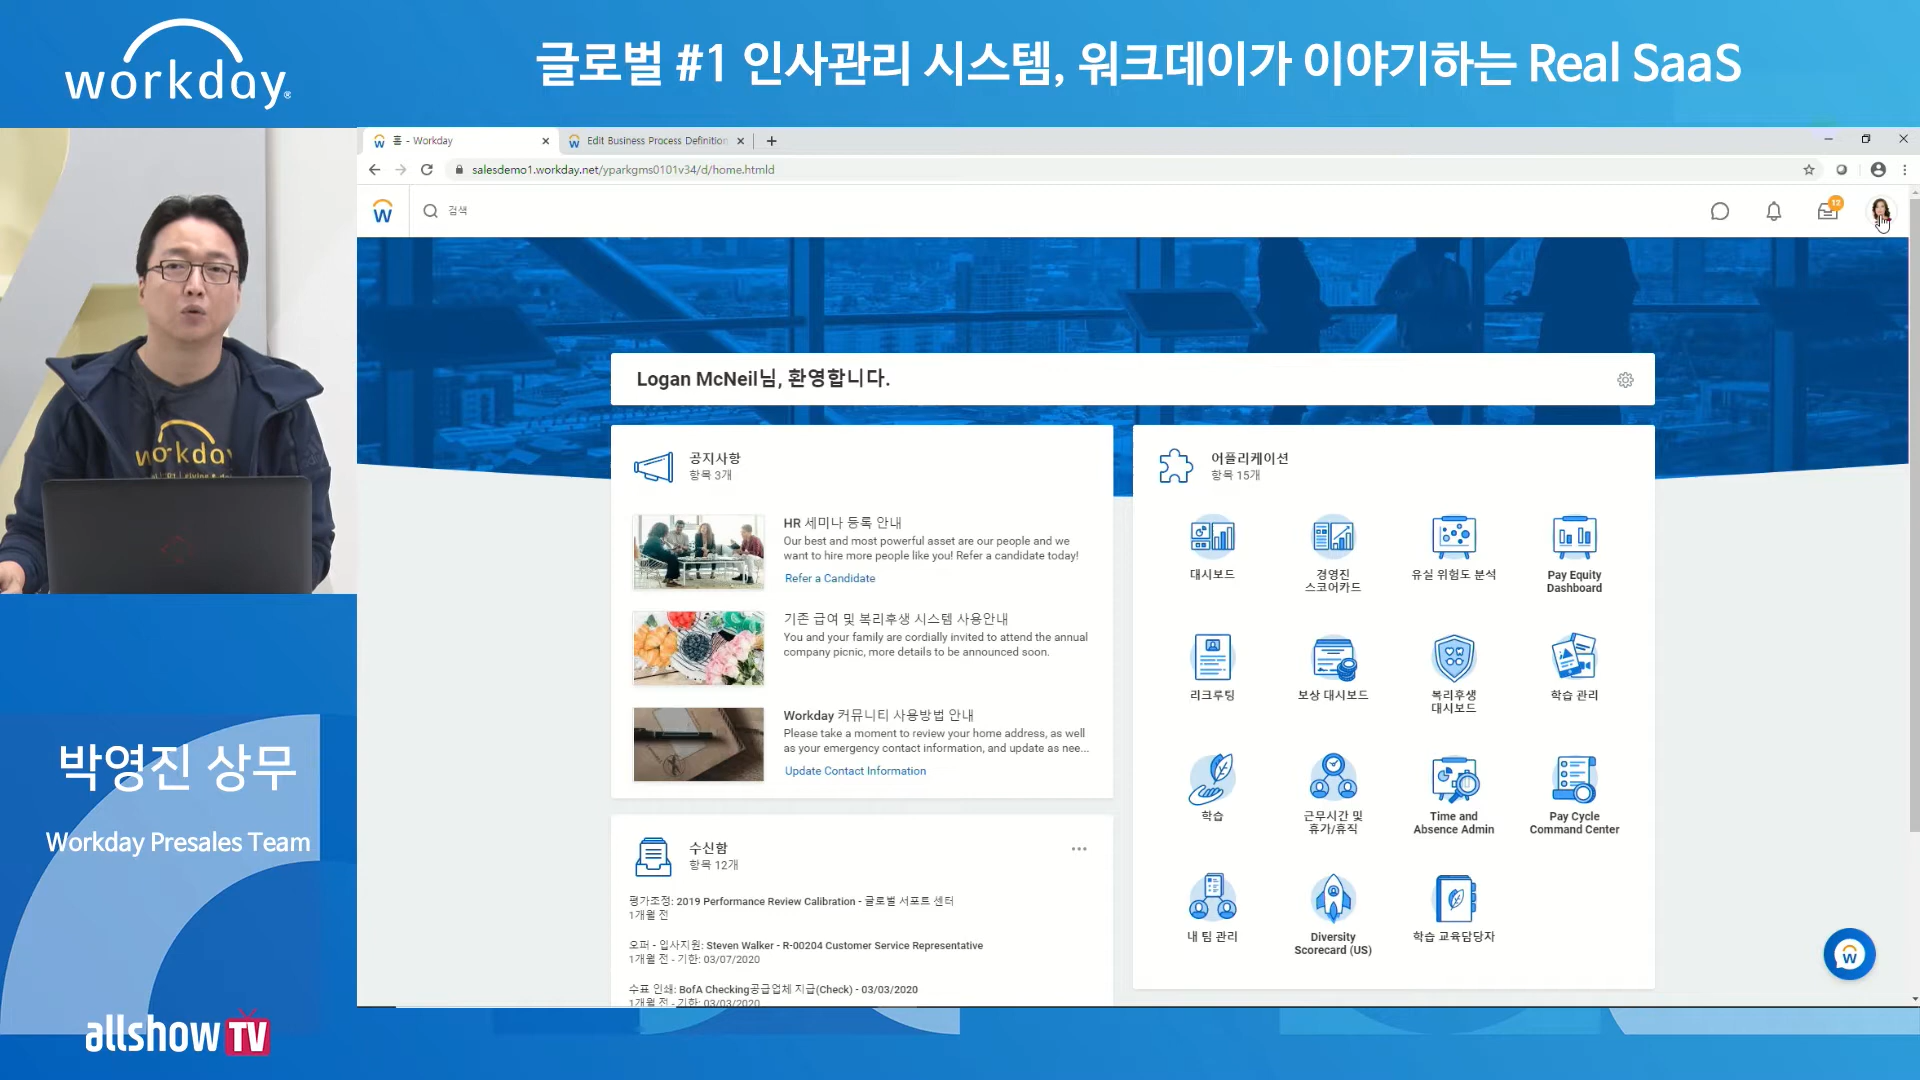 workday®
글로벌 #1 인사관리 시스템, 워크데이가 이야기하는 Real SaaS
홈 - Workday
Edit Business Process Definition
salesdemo1.workday.net/yparkgms0101v34/d/home.htmld
검색
12
Logan McNeil님, 환영합니다.
공지사항
항목 3개
HR 세미나 등록 안내
Our best and most powerful asset are our people and we
want to hire more people like you! Refer a candidate today!
Refer a Candidate
기존 급여 및 복리후생 시스템 사용안내
You and your family are cordially invited to attend the annual
company picnic, more details to be announced soon.
Workday 커뮤니티 사용방법 안내
Please take a moment to review your home address, as well
as your emergency contact information, and update as nee...
Update Contact Information
수신함
항목 12개
평가조정: 2019 Performance Review Calibration - 글로벌 서포트 센터
1개월 전
오퍼 - 입사지원: Steven Walker - R-00204 Customer Service Representative
1개월 전 - 기한: 03/07/2020
수표 인쇄: BofA Checking공급업체 지급(Check) - 03/03/2020
1개월 전 - 기한: 03/03/2020
어플리케이션
항목 15개
대시보드
경영진
스코어카드
유실 위험도 분석
Pay Equity
Dashboard
리크루팅
보상 대시보드
복리후생
대시보드
학습 관리
학습
근무시간 및
휴가/휴직
Time and
Absence Admin
Pay Cycle
Command Center
내 팀 관리
Diversity
Scorecard (US)
학습 교육담당자
workday
박영진 상무
Workday Presales Team
allshow TV